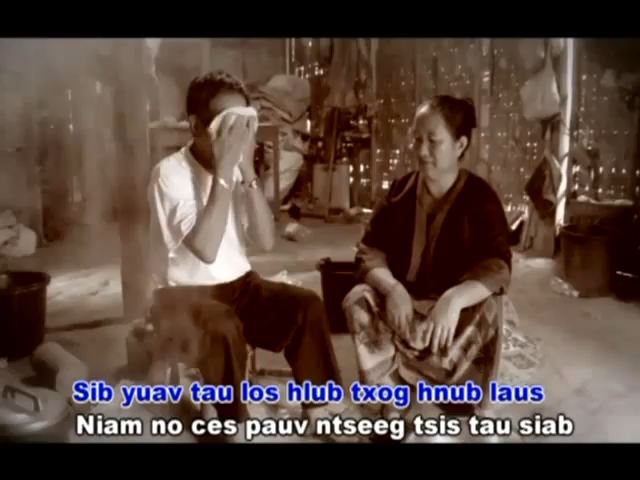 Sib yuav tau los hlub txog hnub laus
Niam no ces pauv ntseeg tsis tau siab